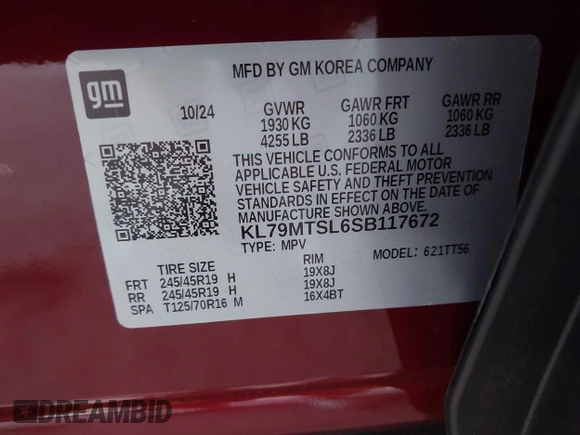 gm
MFD BY GM KOREA COMPANY
10/24 GVWR GAWR FRT GAWR RR
1930 KG 1060 KG 1060 KG
4255 LB 2336 LB 2336 LB
THIS VEHICLE CONFORMS TO ALL
APPLICABLE U.S. FEDERAL MOTOR
VEHICLE SAFETY AND THEFT PREVENTION
STANDARDS IN EFFECT ON THE DATE OF
MANUFACTURE SHOWN ABOVE.
KL79MTSL6SB117672
TYPE: MPV MODEL: 621TT56
TIRE SIZE RIM
FRT 245/45R19 H 19X8J
RR 245/45R19 H 19X8J
SPA T125/70R16 M 16X4BT
DREAMBID